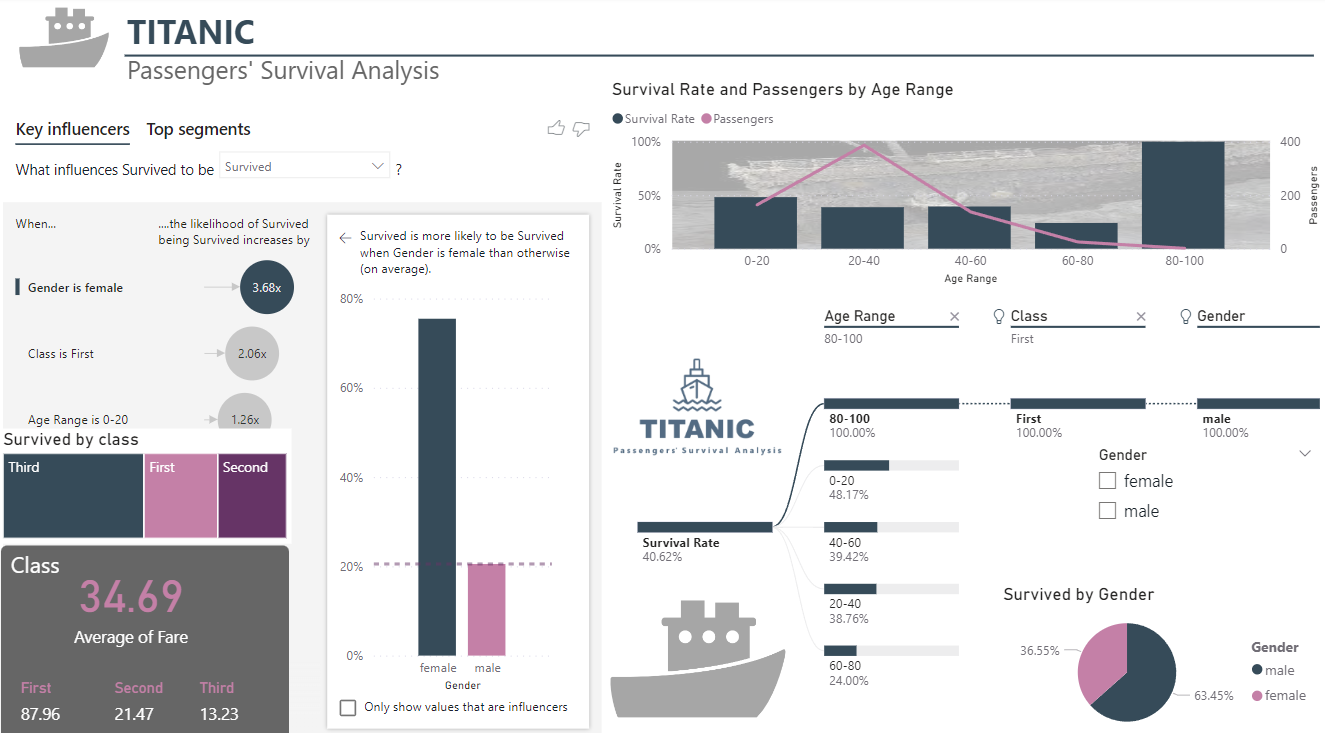 TITANIC
Passengers' Survival Analysis
Key influencers Top segments
What influences Survived to be Survived ?
When...
....the likelihood of Survived
being Survived increases by
Gender is female
3.68x
Class is First
2.06x
Age Range is 0-20
1.26x
Survived is more likely to be Survived
when Gender is female than otherwise
(on average).
80%
60%
40%
20%
0%
female male
Gender
Only show values that are influencers
Survived by class
Third First Second
Class
34.69
Average of Fare
First Second Third
87.96 21.47 13.23
Survival Rate and Passengers by Age Range
Survival Rate Passengers
Survival Rate
100%
50%
0%
400
200
0
Passengers
0-20 20-40 40-60 60-80 80-100
Age Range
Age Range Class Gender
80-100 First
TITANIC
Passengers' Survival Analysis
Survival Rate
40.62%
80-100
100.00%
First
100.00%
male
100.00%
0-20
48.17%
40-60
39.42%
20-40
38.76%
60-80
24.00%
Gender
female
male
Survived by Gender
36.55%
63.45%
Gender
male
female